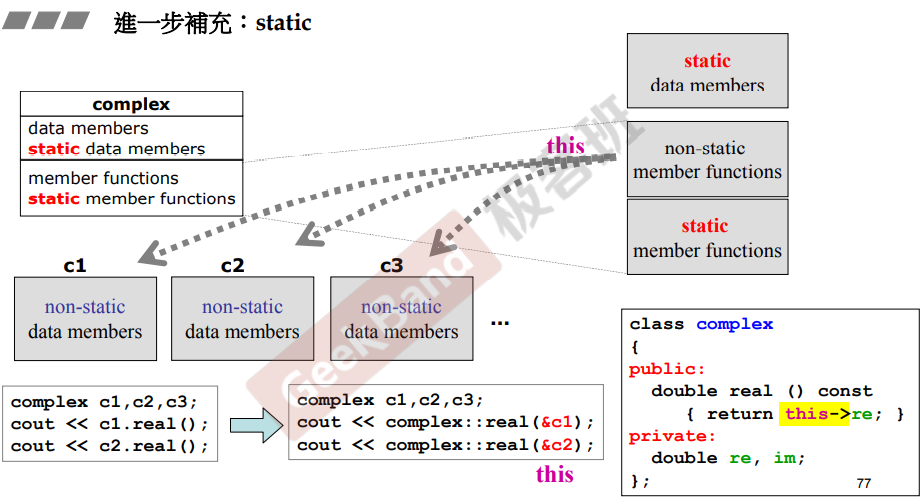 進一步補充：static
static
data members
complex
data members
static data members
member functions
static member functions
this
non-static
member functions
static
member functions
c1
c2
c3
non-static
data members
non-static
data members
non-static
data members
...
complex c1,c2,c3;
cout << c1.real();
cout << c2.real();
complex c1,c2,c3;
cout << complex::real(&c1);
cout << complex::real(&c2);
this
class complex
{
public:
double real () const
{ return this->re; }
private:
double re, im;
};
77
GeekBand 极客班